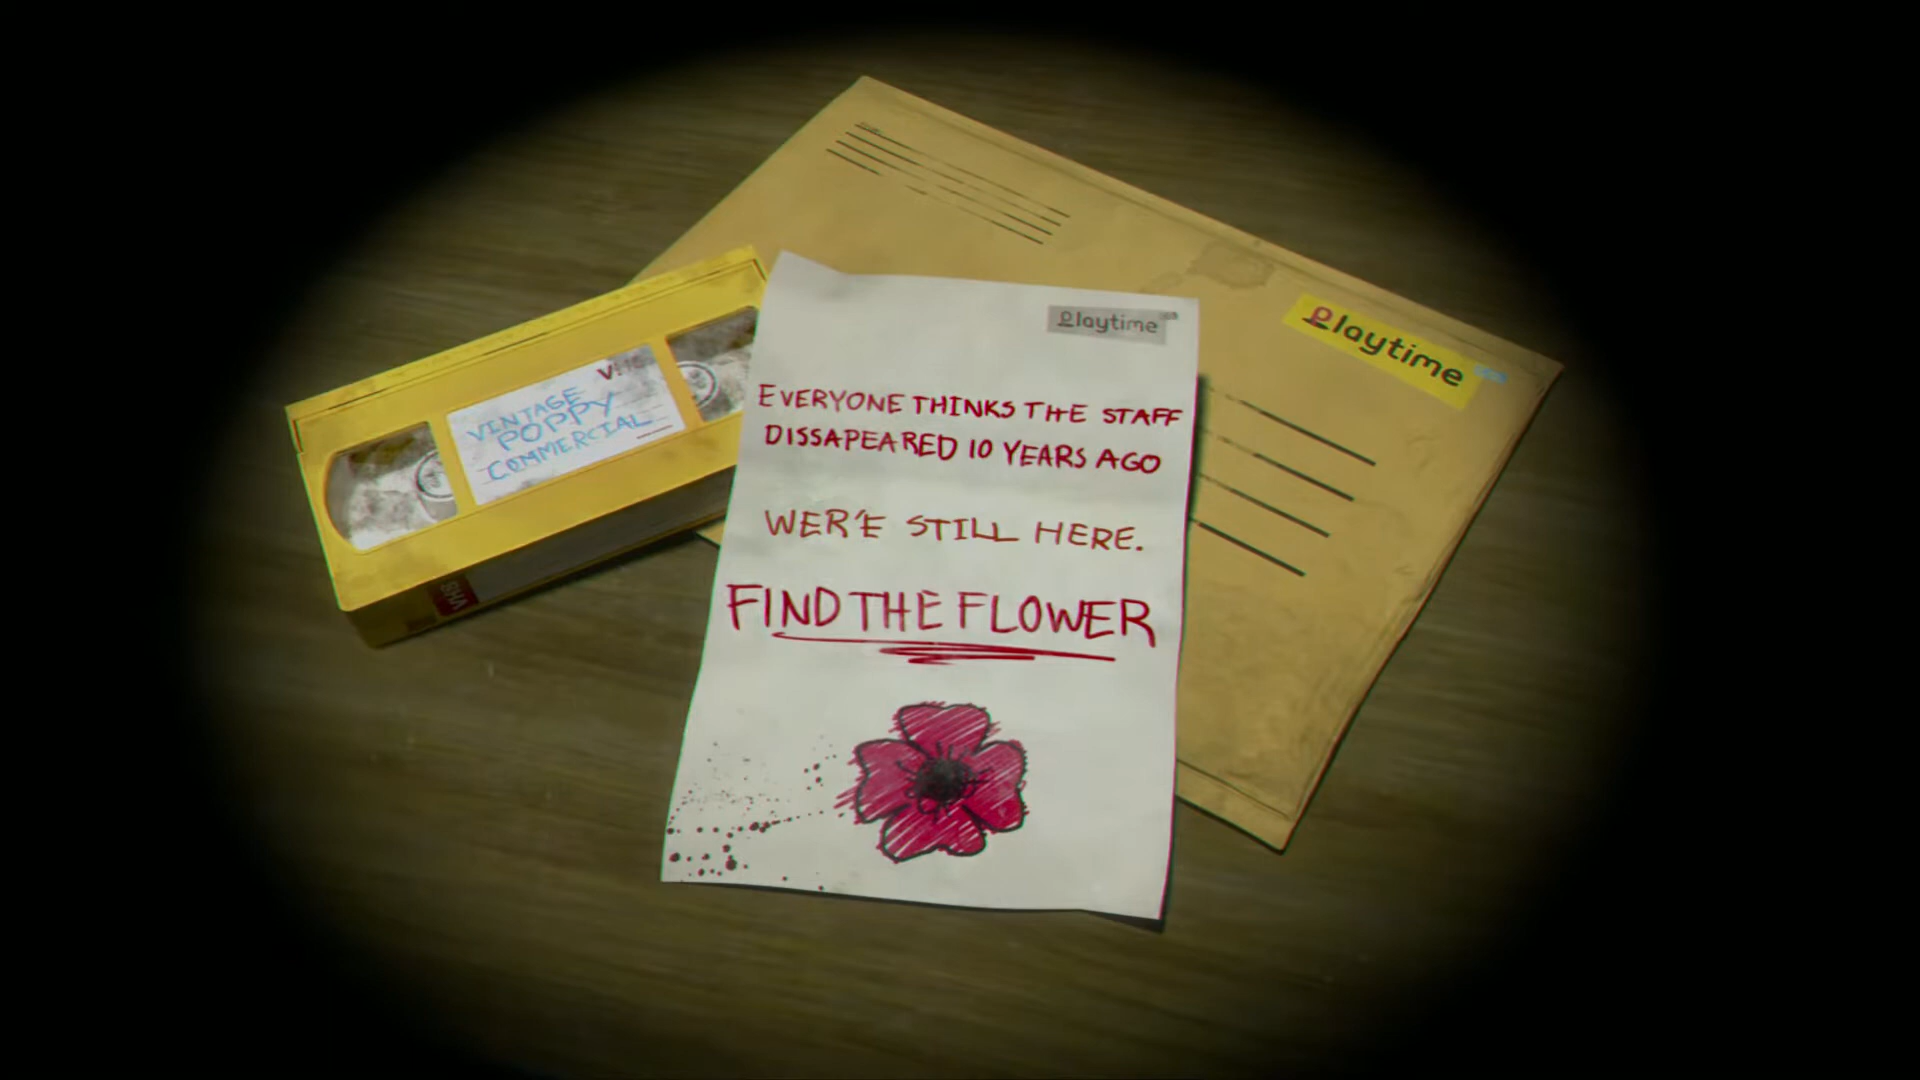 Playtime
Playtime
VHS
VINTAGE
POPPY
COMMERCIAL
VHS
EVERYONE THINKS THE STAFF
DISSAPEARED 10 YEARS AGO
WER'E STILL HERE.
FIND THE FLOWER